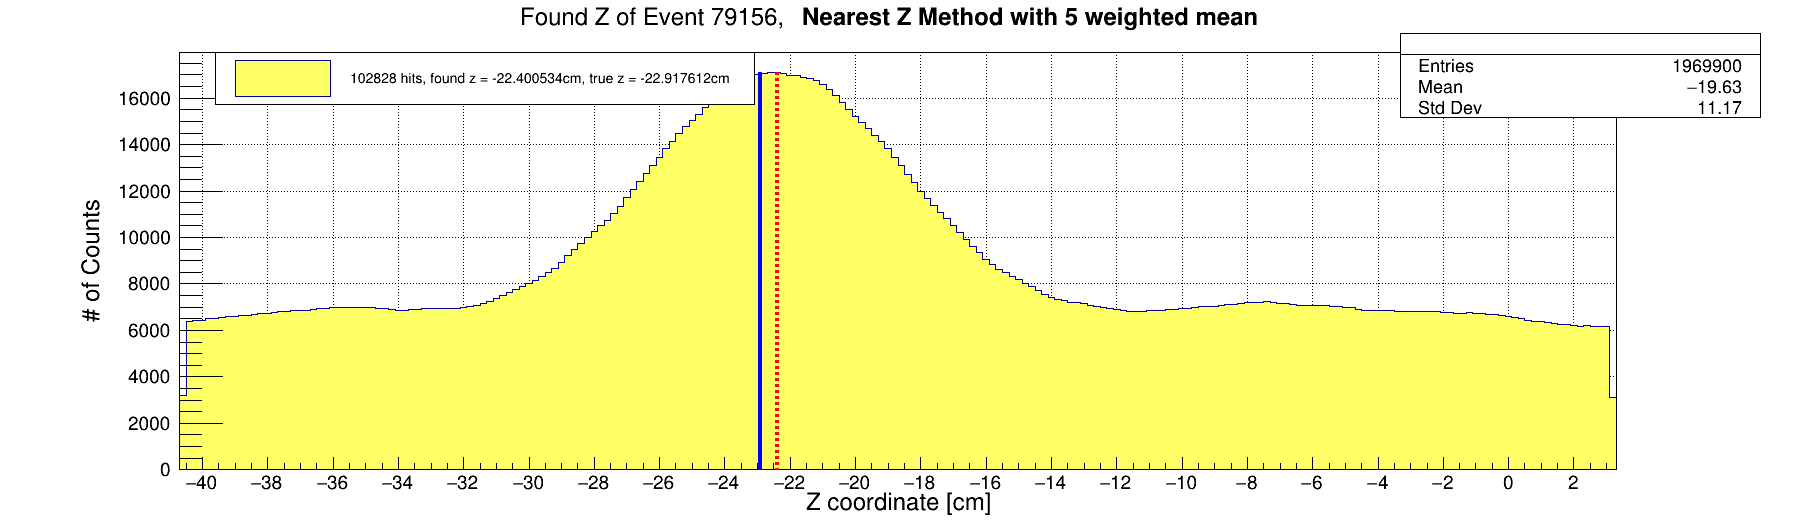 Found Z of Event 79156, Nearest Z Method with 5 weighted mean
102828 hits, found z = -22.400534cm, true z = -22.917612cm
Entries 1969900
Mean −19.63
Std Dev 11.17
# of Counts
16000
14000
12000
10000
8000
6000
4000
2000
0
−40 −38 −36 −34 −32 −30 −28 −26 −24 −22 −20 −18 −16 −14 −12 −10 −8 −6 −4 −2 0 2
Z coordinate [cm]